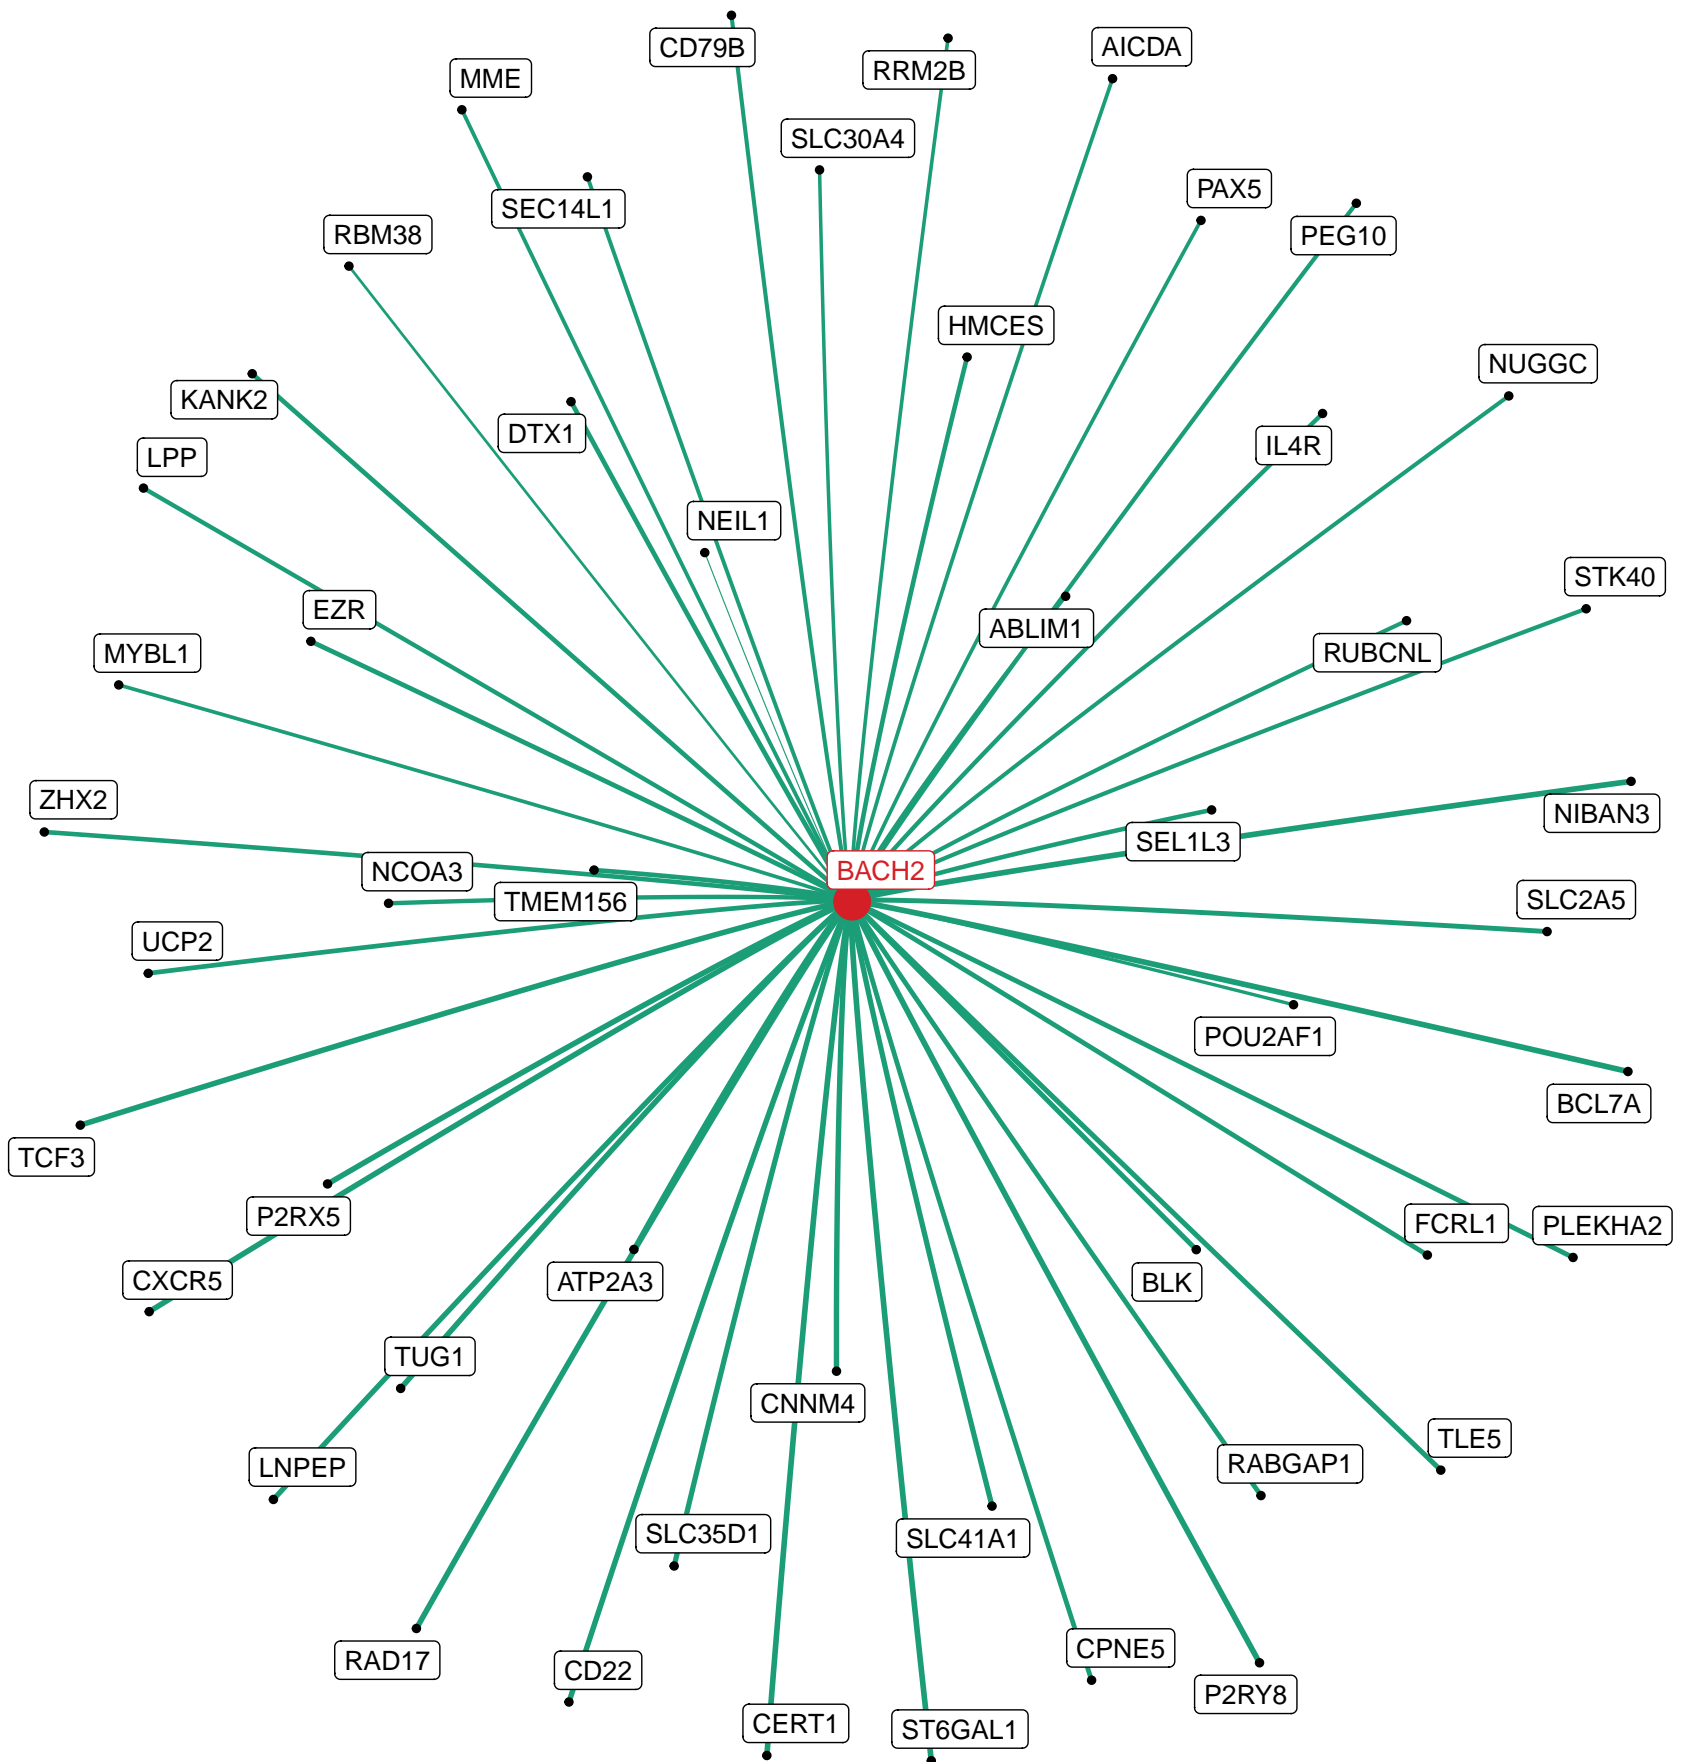 CD79B
AICDA
RRM2B
MME
SLC30A4
PAX5
SEC14L1
RBM38
PEG10
HMCES
NUGGC
KANK2
DTX1
IL4R
LPP
NEIL1
STK40
EZR
ABLIM1
MYBL1
RUBCNL
ZHX2
NIBAN3
SEL1L3
NCOA3
BACH2
TMEM156
SLC2A5
UCP2
POU2AF1
BCL7A
TCF3
P2RX5
FCRL1
PLEKHA2
CXCR5
ATP2A3
BLK
TUG1
CNNM4
TLE5
LNPEP
RABGAP1
SLC35D1
SLC41A1
CPNE5
RAD17
CD22
P2RY8
CERT1
ST6GAL1